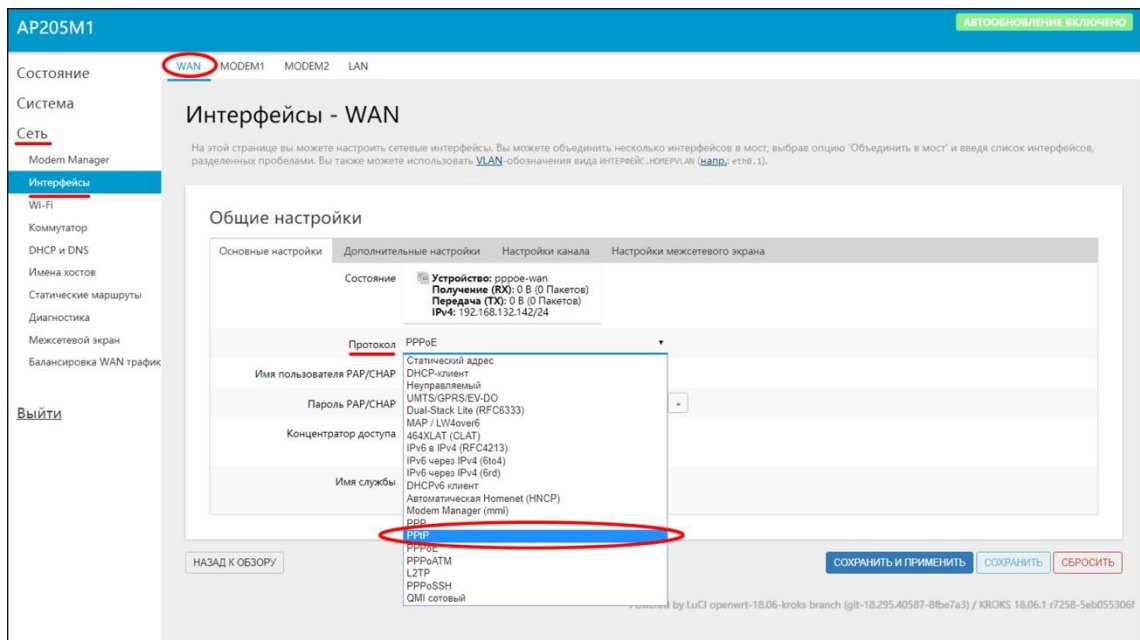 AP205M1
АВТООБНОВЛЕНИЕ ВКЛЮЧЕНО
Состояние
Система
Сеть
Modem Manager
Интерфейсы
Wi-Fi
Коммутатор
DHCP и DNS
Имена хостов
Статические маршруты
Диагностика
Межсетевой экран
Балансировка WAN трафик
Выйти
WAN MODEM1 MODEM2 LAN
Интерфейсы - WAN
На этой странице вы можете настроить сетевые интерфейсы. Вы можете объединить несколько интерфейсов в мост, выбрав опцию 'Объединить в мост' и введя список интерфейсов,
разделенных пробелами. Вы также можете использовать VLAN-обозначения вида ИНТЕРФЕЙС.НОМЕРVLAN (напр.: eth0.1).
Общие настройки
Основные настройки Дополнительные настройки Настройки канала Настройки межсетевого экрана
Состояние
Устройство: pppoe-wan
Получение (RX): 0 B (0 Пакетов)
Передача (TX): 0 B (0 Пакетов)
IPv4: 192.168.132.142/24
Протокол PPPoE
Имя пользователя PAP/CHAP
Пароль PAP/CHAP
Концентратор доступа
Имя службы
Статический адрес
DHCP-клиент
Неуправляемый
UMTS/GPRS/EV-DO
Dual-Stack Lite (RFC6333)
MAP / LW4over6
464XLAT (CLAT)
IPv6 в IPv4 (RFC4213)
IPv6 через IPv4 (6to4)
IPv6 через IPv4 (6rd)
DHCPv6 клиент
Автоматическая Homenet (HNCP)
Modem Manager (mmi)
PPP
PPtP
PPPoE
PPPoATM
L2TP
PPPoSSH
QMI сотовый
НАЗАД К ОБЗОРУ
СОХРАНИТЬ И ПРИМЕНИТЬ СОХРАНИТЬ СБРОСИТЬ
by LuCI openwrt-18.06-kroks branch (git-18.295.40587-8fbe7a3) / KROKS 18.06.1 r7258-5eb055306f